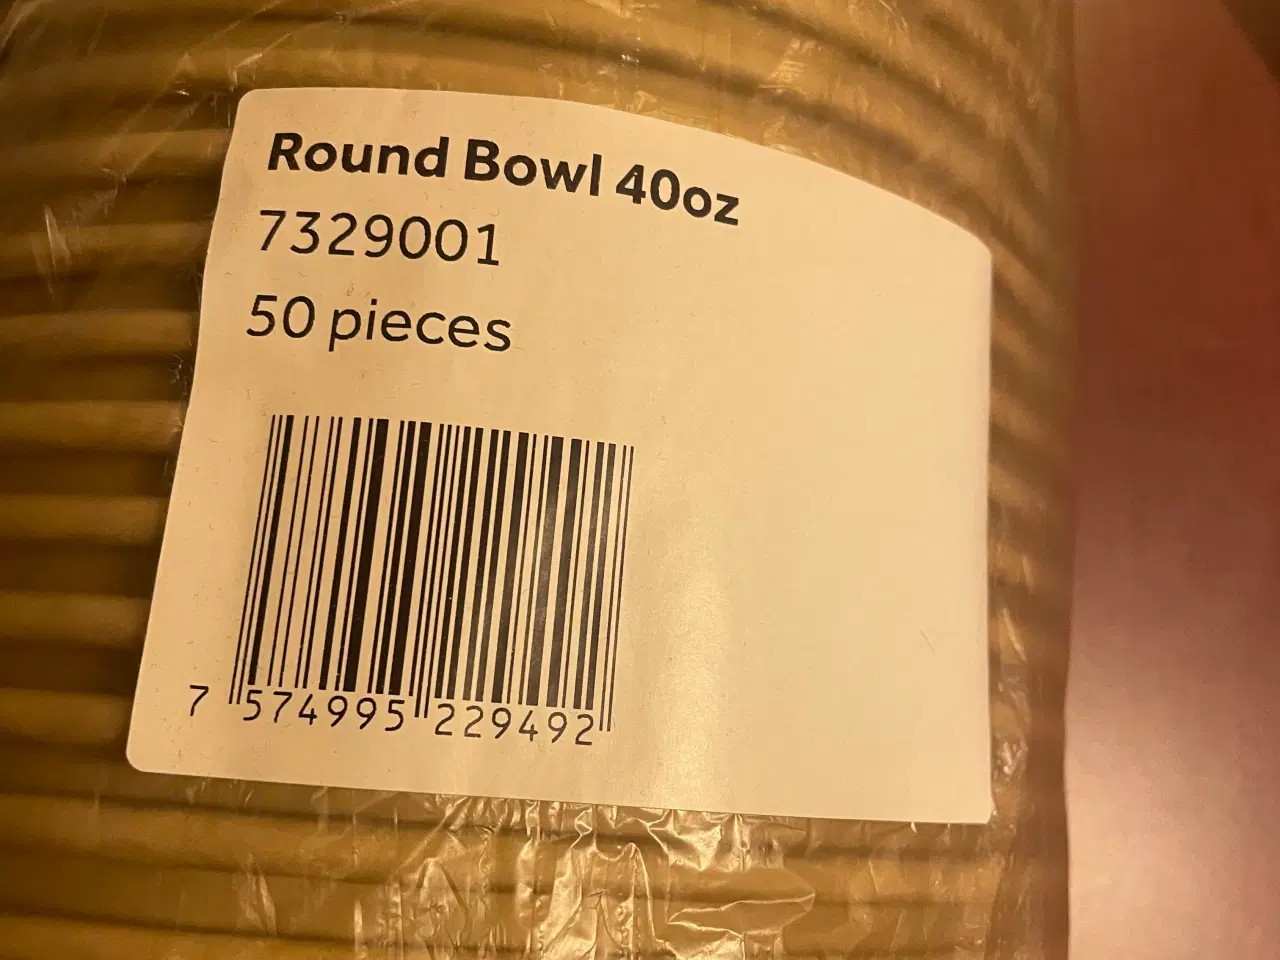 Round Bowl 40oz
7329001
50 pieces
7 574995 229492